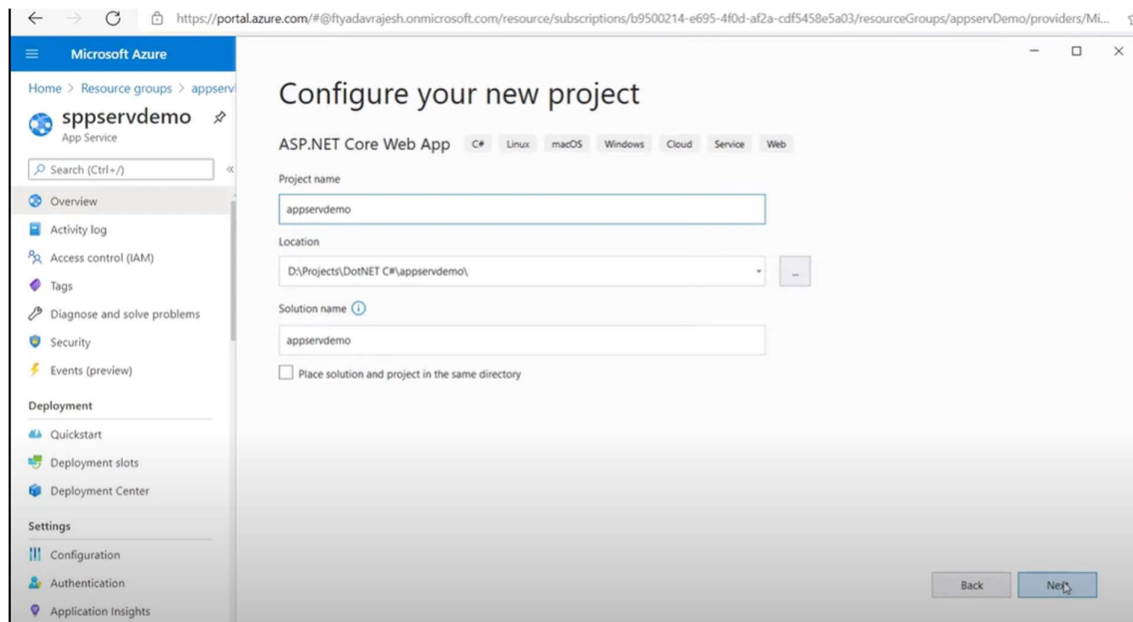 https://portal.azure.com/#@ftyadavrajesh.onmicrosoft.com/resource/subscriptions/b9500214-e695-4f0d-af2a-cdf5458e5a03/resourceGroups/appservDemo/providers/Mi...
Microsoft Azure
Home > Resource groups > appserv
sppservdemo
App Service
Search (Ctrl+/)
Overview
Activity log
Access control (IAM)
Tags
Diagnose and solve problems
Security
Events (preview)
Deployment
Quickstart
Deployment slots
Deployment Center
Settings
Configuration
Authentication
Application Insights
Configure your new project
ASP.NET Core Web App C# Linux macOS Windows Cloud Service Web
Project name
appservdemo
Location
D:\Projects\DotNET C#\appservdemo\
...
Solution name
appservdemo
Place solution and project in the same directory
Back Next